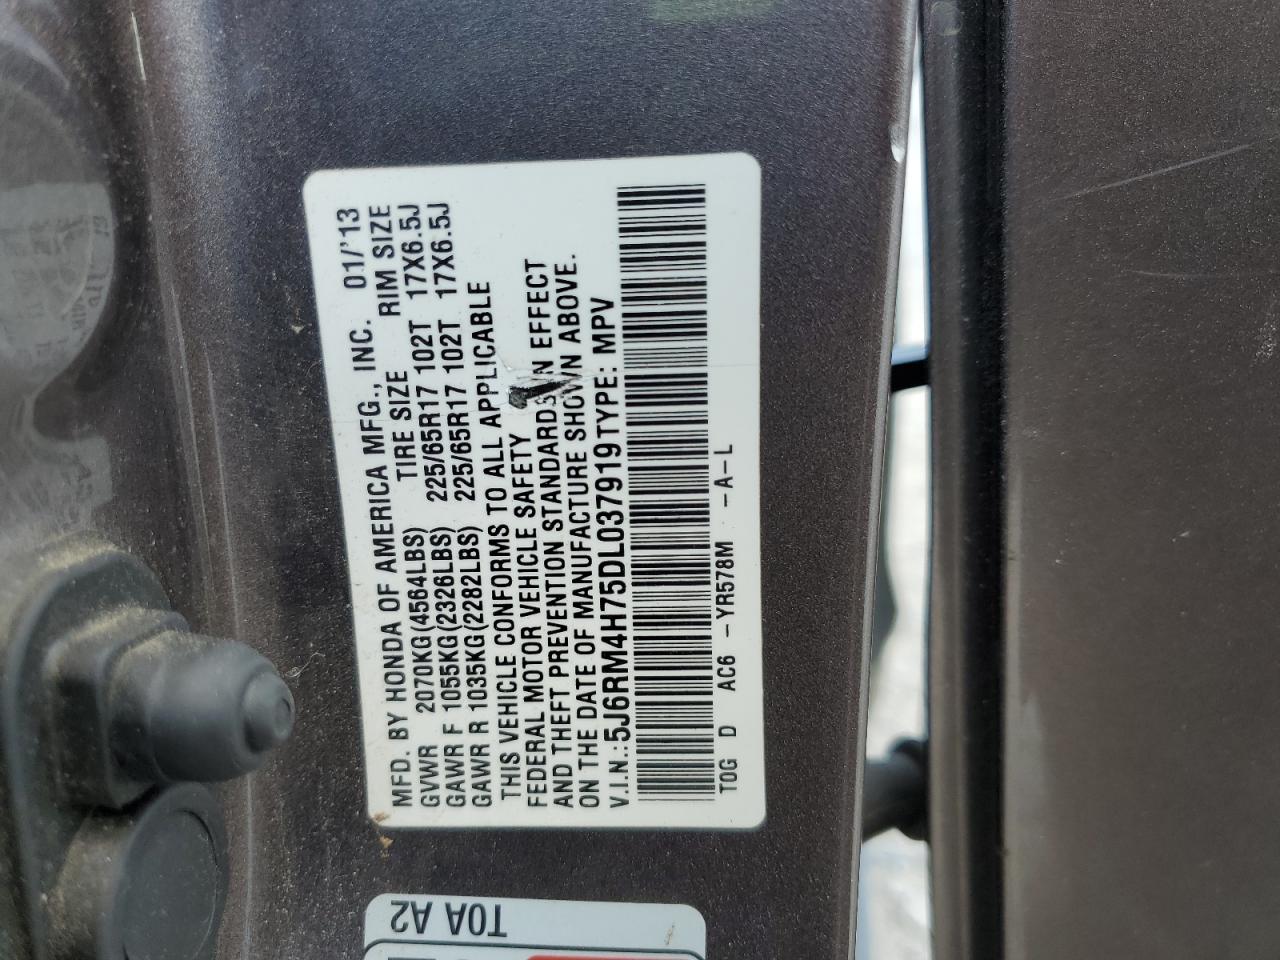 MFD. BY HONDA OF AMERICA MFG., INC. 01/'13
TIRE SIZE RIM SIZE
GVWR 2070KG(4564LBS)
GAWR F 1055KG(2326LBS) 225/65R17 102T 17X6.5J
GAWR R 1035KG(2282LBS) 225/65R17 102T 17X6.5J
THIS VEHICLE CONFORMS TO ALL APPLICABLE
FEDERAL MOTOR VEHICLE SAFETY
AND THEFT PREVENTION STANDARDS IN EFFECT
ON THE DATE OF MANUFACTURE SHOWN ABOVE.
V.I.N.:5J6RM4H75DL037919 TYPE: MPV
T0G D AC6 -YR578M -A-L
T0A A2